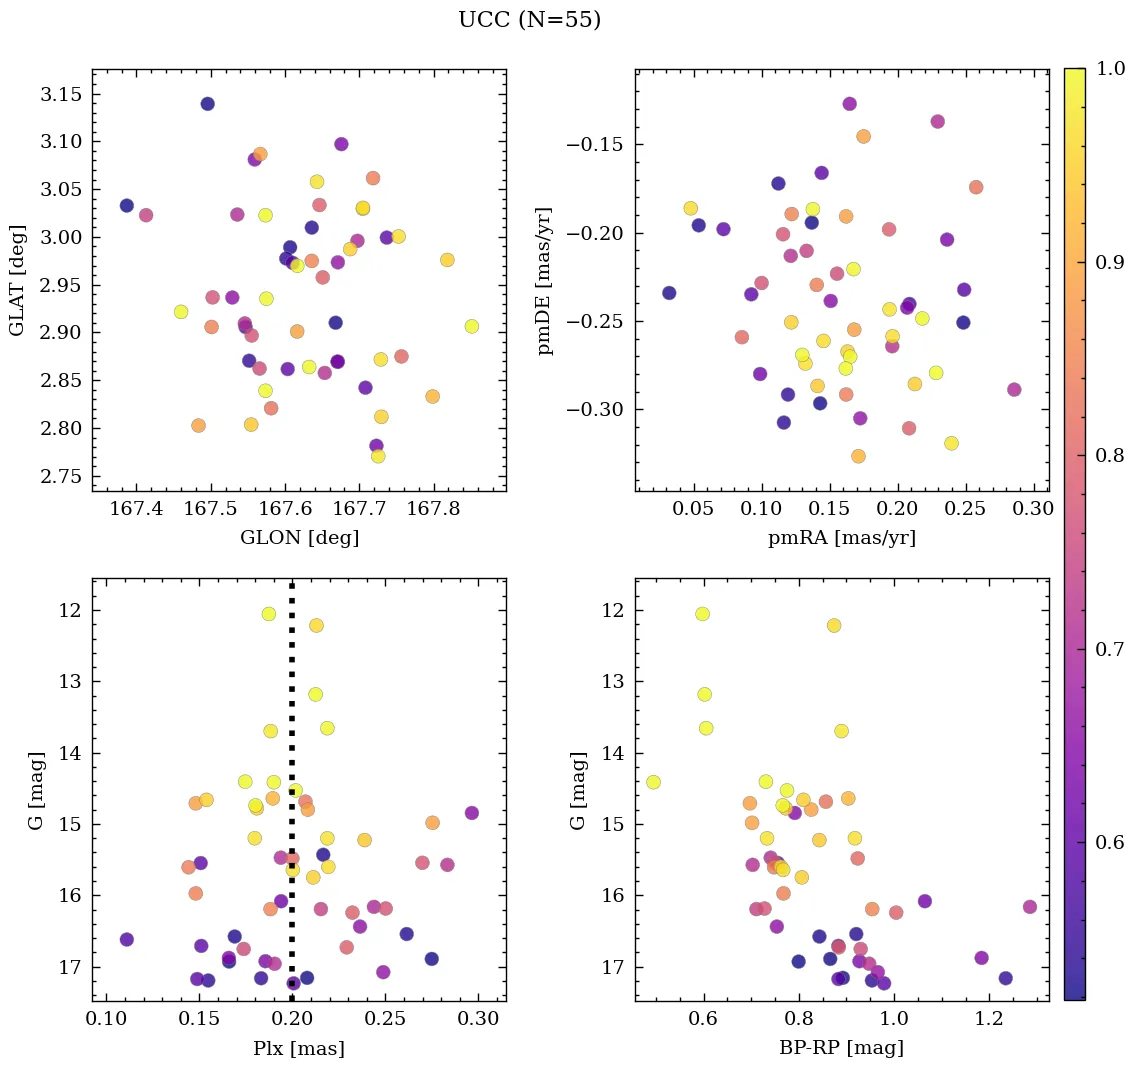 UCC (N=55)
3.15
3.10
3.05
3.00
2.95
2.90
2.85
2.80
2.75
GLAT [deg]
167.4 167.5 167.6 167.7 167.8
GLON [deg]
−0.15
−0.20
−0.25
−0.30
pmDE [mas/yr]
0.05 0.10 0.15 0.20 0.25 0.30
pmRA [mas/yr]
1.0
0.9
0.8
0.7
0.6
12
13
14
15
16
17
G [mag]
0.10 0.15 0.20 0.25 0.30
Plx [mas]
12
13
14
15
16
17
G [mag]
0.6 0.8 1.0 1.2
BP-RP [mag]